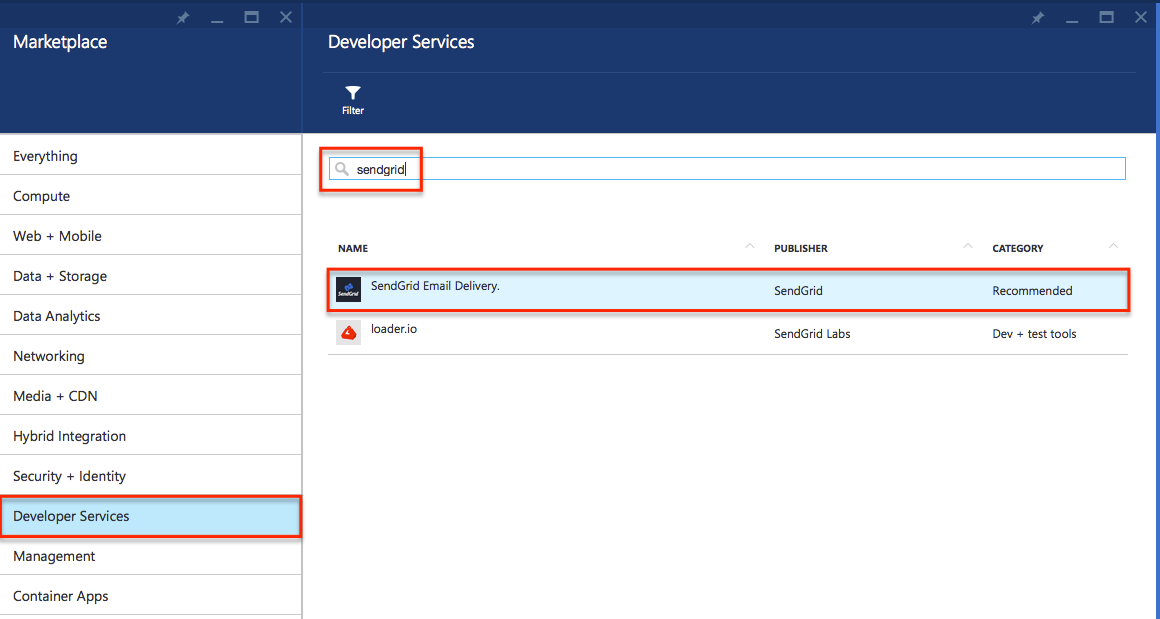 Marketplace
Everything
Compute
Web + Mobile
Data + Storage
Data Analytics
Networking
Media + CDN
Hybrid Integration
Security + Identity
Developer Services
Management
Container Apps
Developer Services
Filter
sendgrid
NAME PUBLISHER CATEGORY
SendGrid
SendGrid Email Delivery. SendGrid Recommended
loader.io SendGrid Labs Dev + test tools